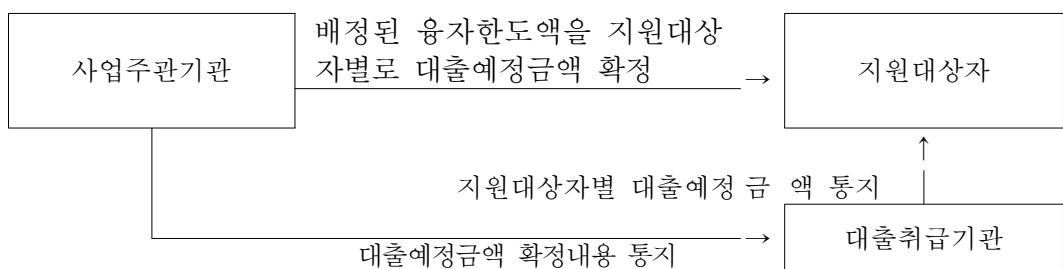 배정된 융자한도액을 지원대상
자별로 대출예정금액 확정
사업주관기관
→
지원대상자
↑
지원대상자별 대출예정 금 액 통지
대출취급기관
→
대출예정금액 확정내용 통지